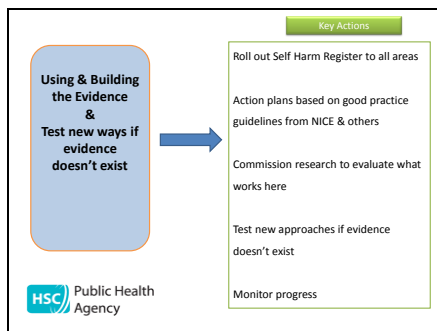 Key Actions
Using & Building
the Evidence
&
Test new ways if
evidence
doesn't exist
Roll out Self Harm Register to all areas
Action plans based on good practice
guidelines from NICE & others
Commission research to evaluate what
works here
Test new approaches if evidence
doesn't exist
Monitor progress
HSC Public Health
Agency